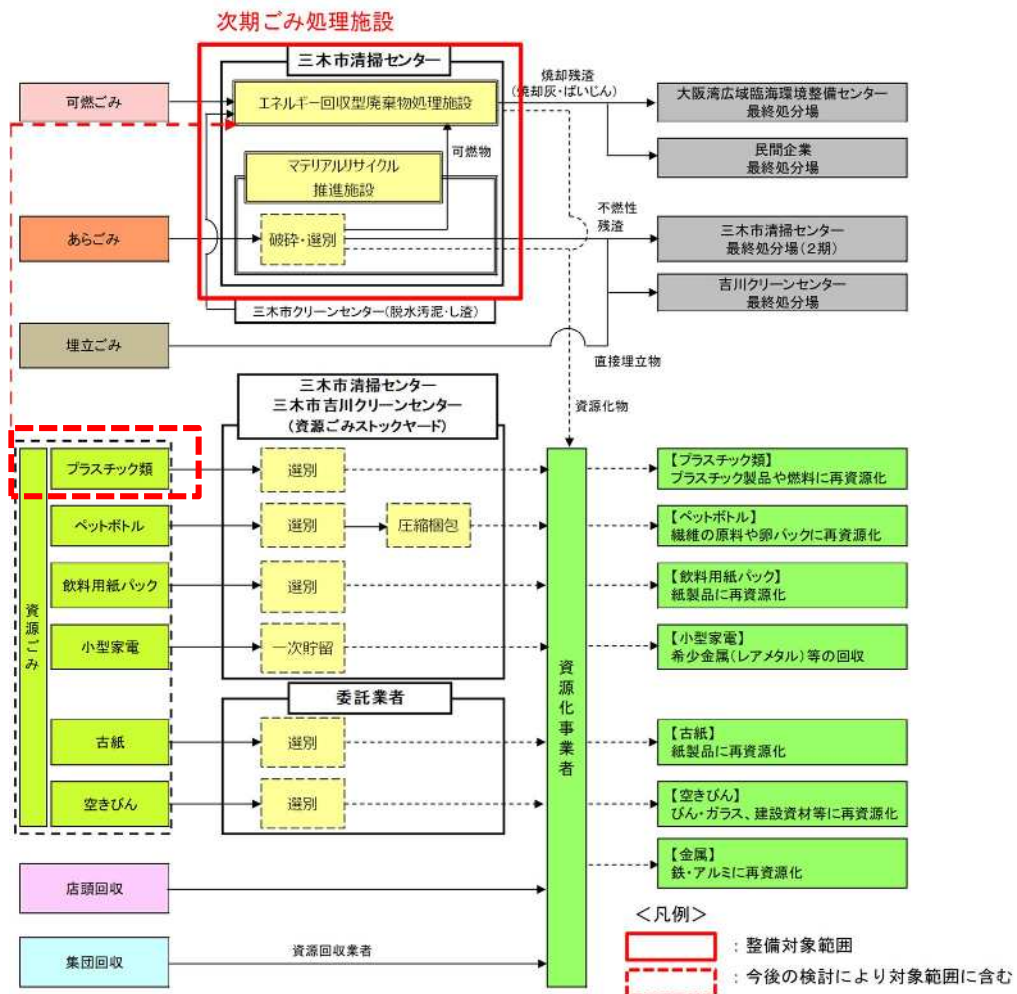 次期ごみ処理施設
三木市清掃センター
可燃ごみ
エネルギー回収型廃棄物処理施設
焼却残渣
(焼却灰・ばいじん)
大阪湾広域臨海環境整備センター
最終処分場
可燃物
民間企業
最終処分場
マテリアルリサイクル
推進施設
あらごみ
破砕・選別
不燃性
残渣
三木市清掃センター
最終処分場(2期)
吉川クリーンセンター
最終処分場
三木市クリーンセンター(脱水汚泥・し渣)
埋立ごみ
直接埋立物
三木市清掃センター
三木市吉川クリーンセンター
(資源ごみストックヤード)
資源化物
資源ごみ
プラスチック類
選別
【プラスチック類】
プラスチック製品や燃料に再資源化
ペットボトル
選別
圧縮梱包
【ペットボトル】
繊維の原料や卵パックに再資源化
飲料用紙パック
選別
【飲料用紙パック】
紙製品に再資源化
小型家電
一次貯留
【小型家電】
希少金属(レアメタル)等の回収
資源化事業者
委託業者
古紙
選別
【古紙】
紙製品に再資源化
空きびん
選別
【空きびん】
びん・ガラス、建設資材等に再資源化
【金属】
鉄・アルミに再資源化
店頭回収
集団回収
資源回収業者
<凡例>
:整備対象範囲
:今後の検討により対象範囲に含む